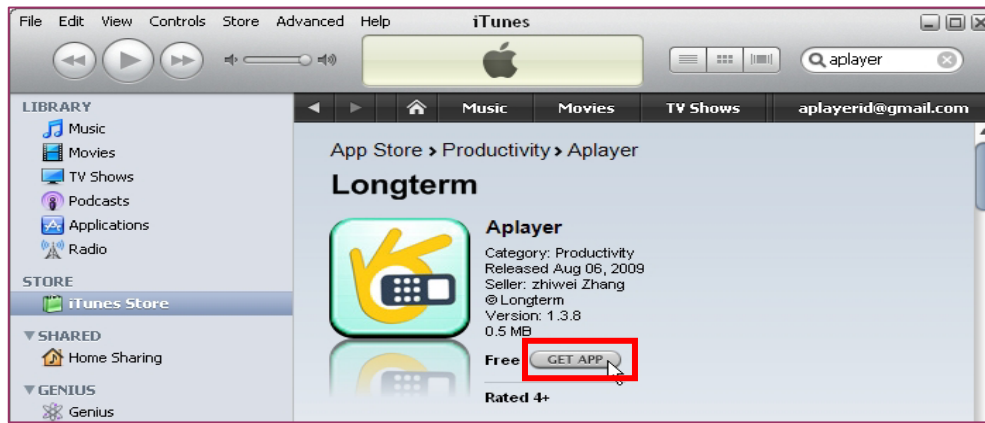 File Edit View Controls Store Advanced Help iTunes
aplayer
LIBRARY
Music
Movies
TV Shows
Podcasts
Applications
Radio
STORE
iTunes Store
SHARED
Home Sharing
GENIUS
Genius
Music Movies TV Shows aplayerid@gmail.com
App Store > Productivity > Aplayer
Longterm
Aplayer
Category: Productivity
Released Aug 06, 2009
Seller: zhiwei Zhang
© Longterm
Version: 1.3.8
0.5 MB
Free GET APP
Rated 4+